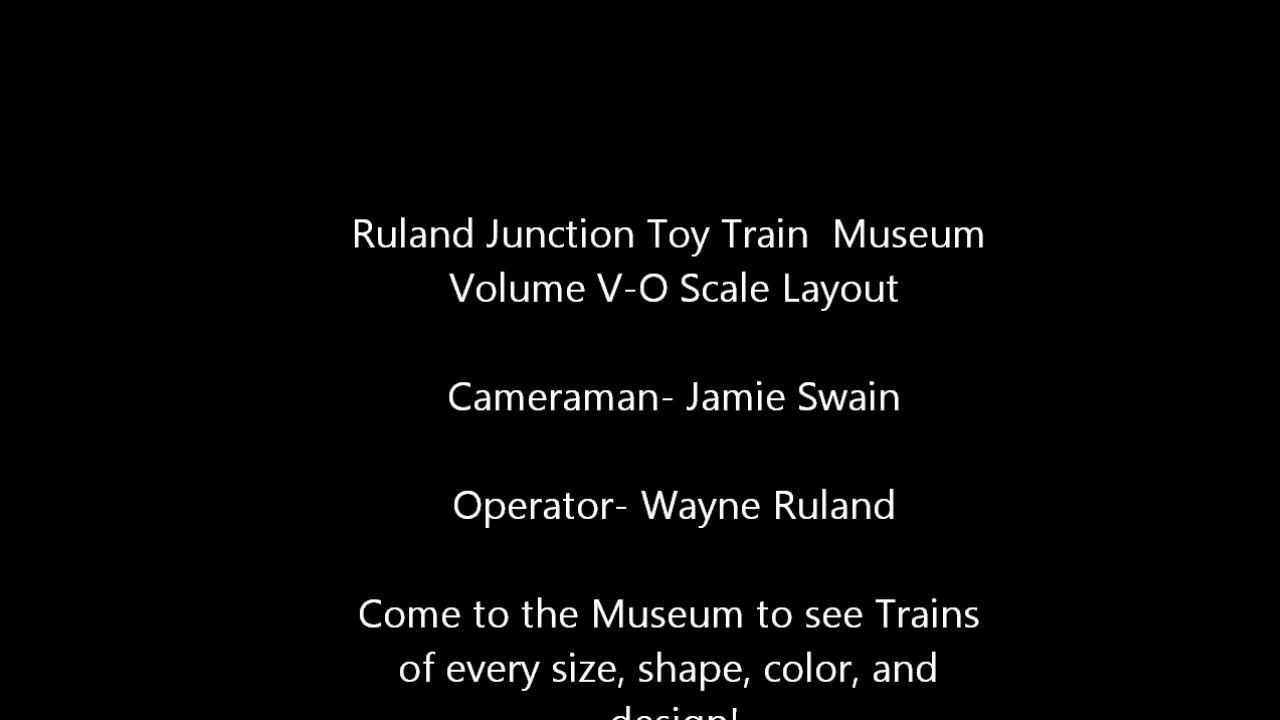 Ruland Junction Toy Train  Museum
Volume V-O Scale Layout
Cameraman- Jamie Swain
Operator- Wayne Ruland
Come to the Museum to see Trains
of every size, shape, color, and
design!